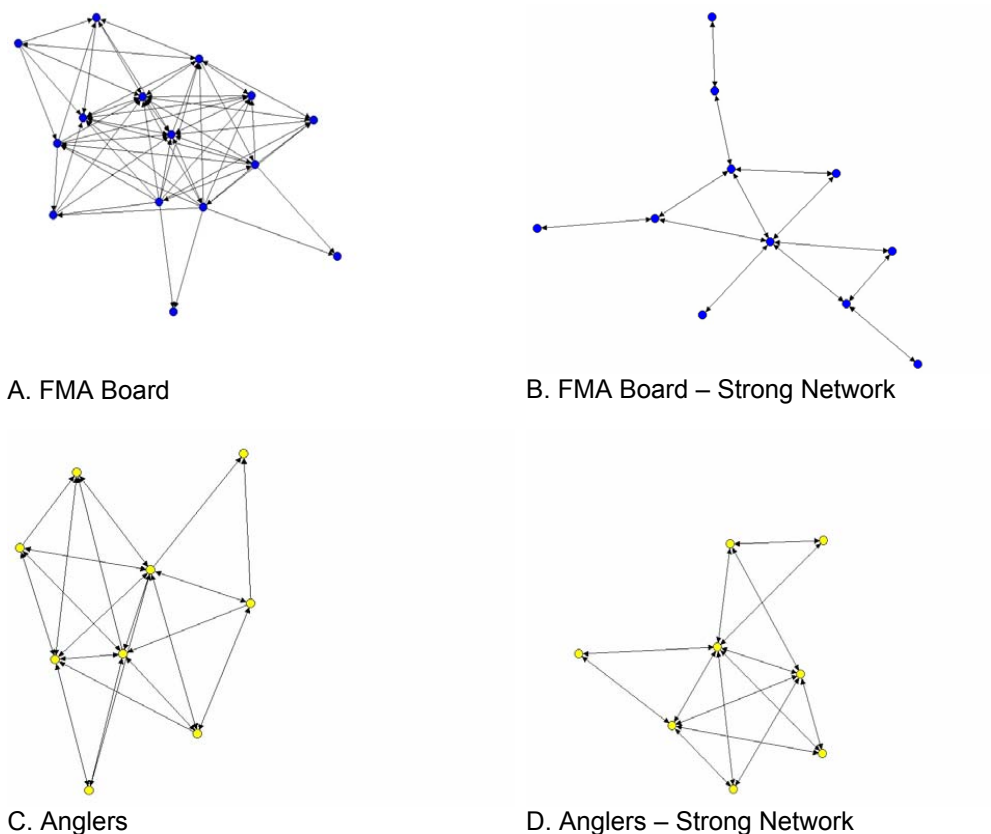 A. FMA Board
B. FMA Board – Strong Network
C. Anglers
D. Anglers – Strong Network